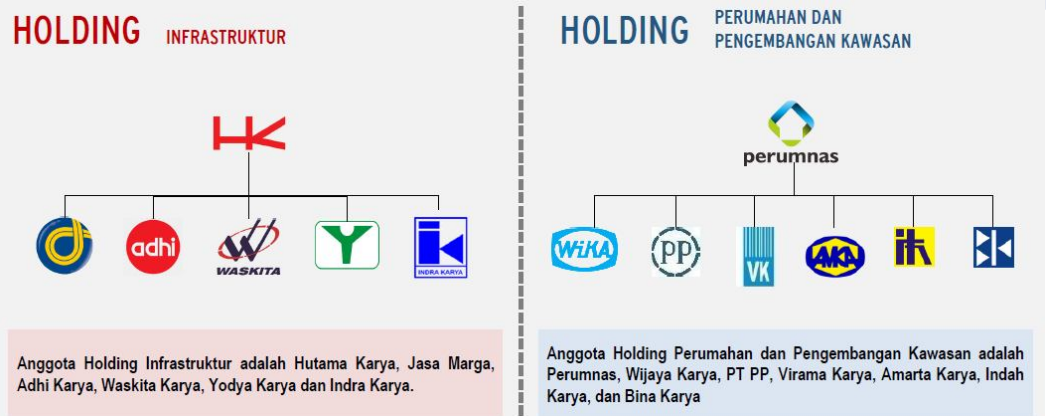 HOLDING INFRASTRUKTUR
HK
adhi
WASKITA
Y
INDRA KARYA
Anggota Holding Infrastruktur adalah Hutama Karya, Jasa Marga,
Adhi Karya, Waskita Karya, Yodya Karya dan Indra Karya.
HOLDING PERUMAHAN DAN
PENGEMBANGAN KAWASAN
perumnas
WIKA
PP
VK
AMKA
Anggota Holding Perumahan dan Pengembangan Kawasan adalah
Perumnas, Wijaya Karya, PT PP, Virama Karya, Amarta Karya, Indah
Karya, dan Bina Karya